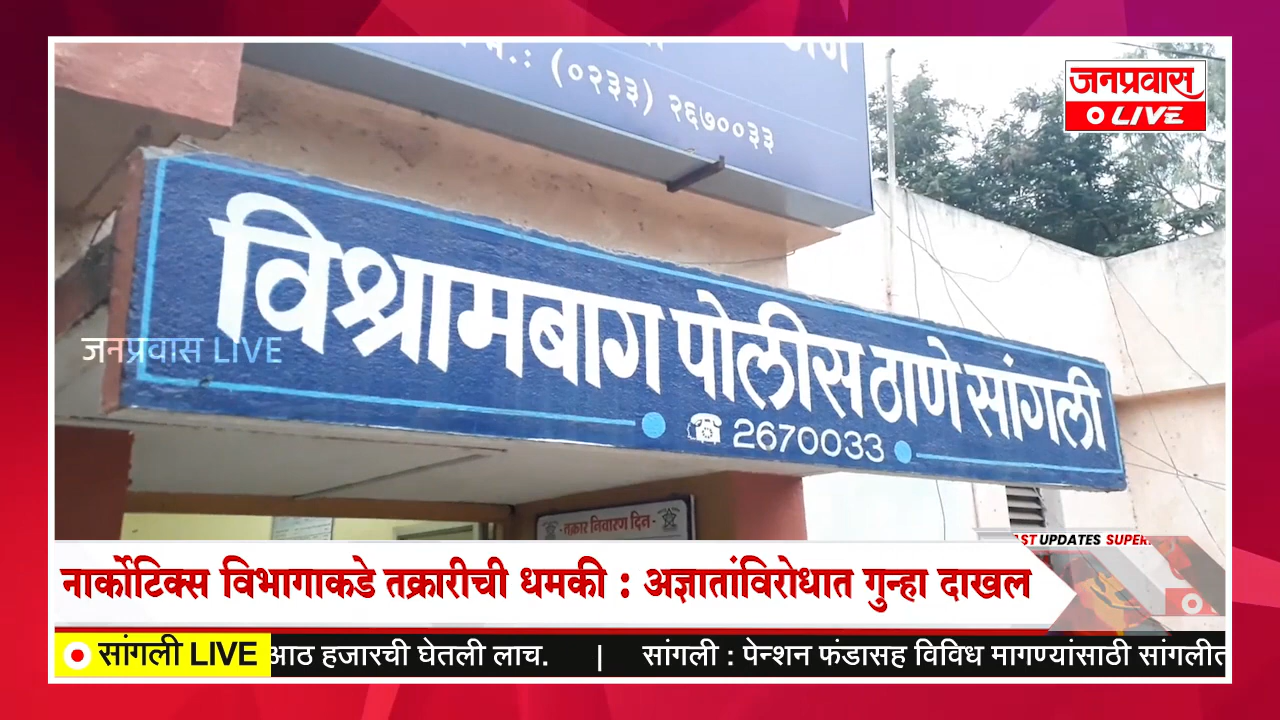 जनप्रवास
LIVE
(०२३३) २६७००३३
विश्रामबाग पोलीस ठाणे सांगली
2670033
जनप्रवास LIVE
तक्रार निवारण दिन
UPDATES
नार्कोटिक्स विभागाकडे तक्रारीची धमकी : अज्ञातांविरोधात गुन्हा दाखल
सांगली LIVE
आठ हजारची घेतली लाच. | सांगली : पेन्शन फंडासह विविध मागण्यांसाठी सांगलीत